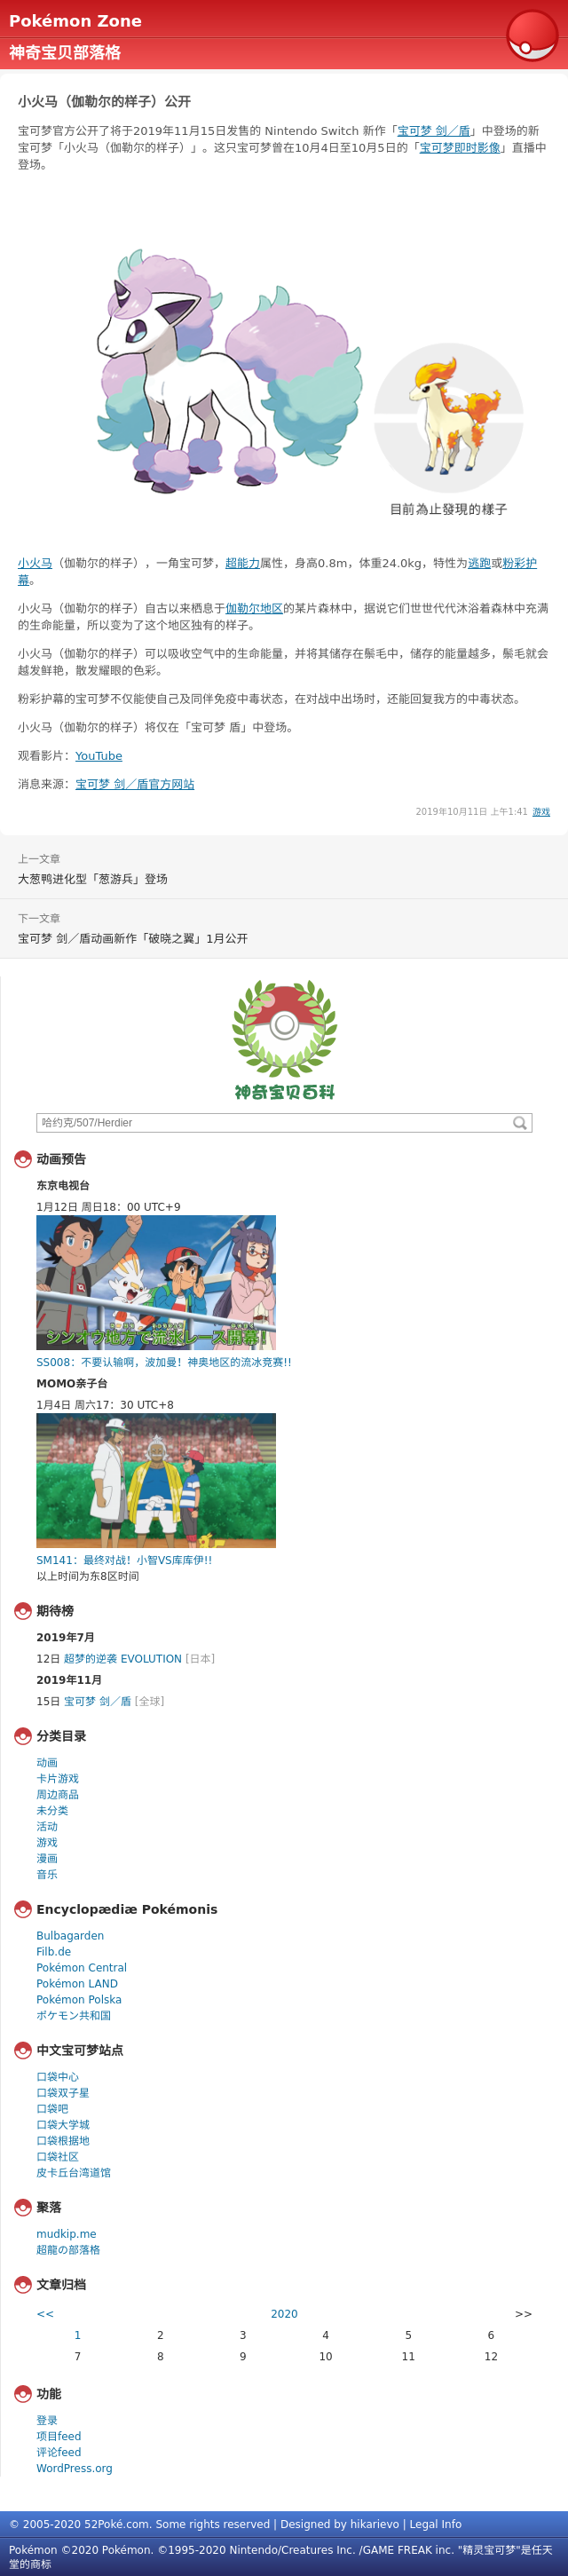 Pokémon Zone
神奇宝贝部落格
小火马（伽勒尔的样子）公开
宝可梦官方公开了将于2019年11月15日发售的 Nintendo Switch 新作「宝可梦 剑／盾」中登场的新
宝可梦「小火马（伽勒尔的样子）」。这只宝可梦曾在10月4日至10月5日的「宝可梦即时影像」直播中
登场。
目前為止發現的樣子
小火马（伽勒尔的样子），一角宝可梦，超能力属性，身高0.8m，体重24.0kg，特性为逃跑或粉彩护
幕。
小火马（伽勒尔的样子）自古以来栖息于伽勒尔地区的某片森林中，据说它们世世代代沐浴着森林中充满
的生命能量，所以变为了这个地区独有的样子。
小火马（伽勒尔的样子）可以吸收空气中的生命能量，并将其储存在鬃毛中，储存的能量越多，鬃毛就会
越发鲜艳，散发耀眼的色彩。
粉彩护幕的宝可梦不仅能使自己及同伴免疫中毒状态，在对战中出场时，还能回复我方的中毒状态。
小火马（伽勒尔的样子）将仅在「宝可梦 盾」中登场。
观看影片：YouTube
消息来源：宝可梦 剑／盾官方网站
2019年10月11日 上午1:41 游戏
上一文章
大葱鸭进化型「葱游兵」登场
下一文章
宝可梦 剑／盾动画新作「破晓之翼」1月公开
神奇宝贝百科
哈约克/507/Herdier
动画预告
东京电视台
1月12日 周日18：00 UTC+9
シンオウ地方で流氷レース開幕！
SS008：不要认输啊，波加曼！神奥地区的流冰竞赛!!
MOMO亲子台
1月4日 周六17：30 UTC+8
SM141：最终对战！小智VS库库伊!!
以上时间为东8区时间
期待榜
2019年7月
12日 超梦的逆袭 EVOLUTION [日本]
2019年11月
15日 宝可梦 剑／盾 [全球]
分类目录
动画
卡片游戏
周边商品
未分类
活动
游戏
漫画
音乐
Encyclopædiæ Pokémonis
Bulbagarden
Filb.de
Pokémon Central
Pokémon LAND
Pokémon Polska
ポケモン共和国
中文宝可梦站点
口袋中心
口袋双子星
口袋吧
口袋大学城
口袋根据地
口袋社区
皮卡丘台湾道馆
聚落
mudkip.me
超龍の部落格
文章归档
<< 2020 >>
1 2 3 4 5 6
7 8 9 10 11 12
功能
登录
项目feed
评论feed
WordPress.org
© 2005-2020 52Poké.com. Some rights reserved | Designed by hikarievo | Legal Info
Pokémon ©2020 Pokémon. ©1995-2020 Nintendo/Creatures Inc. /GAME FREAK inc. "精灵宝可梦"是任天
堂的商标